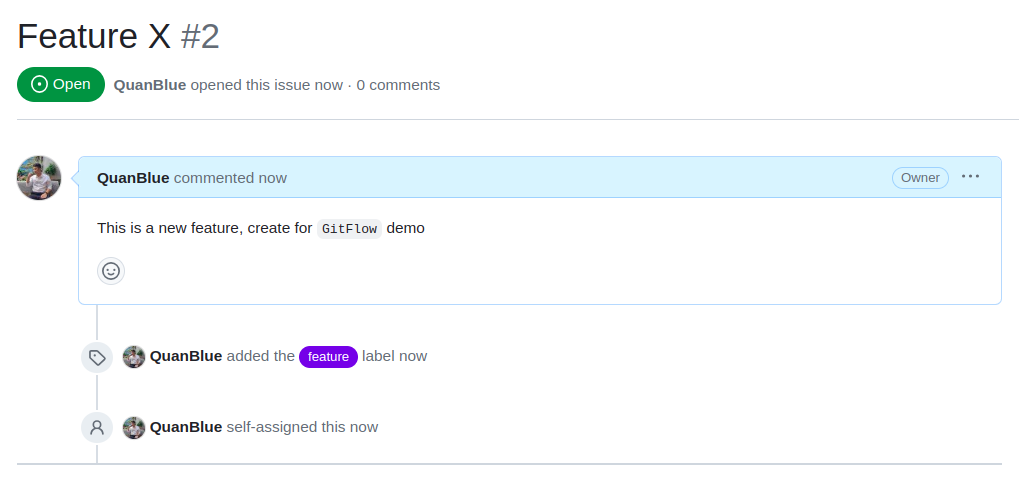 Feature X #2
Open QuanBlue opened this issue now · 0 comments
QuanBlue commented now Owner ···
This is a new feature, create for GitFlow demo
QuanBlue added the feature label now
QuanBlue self-assigned this now